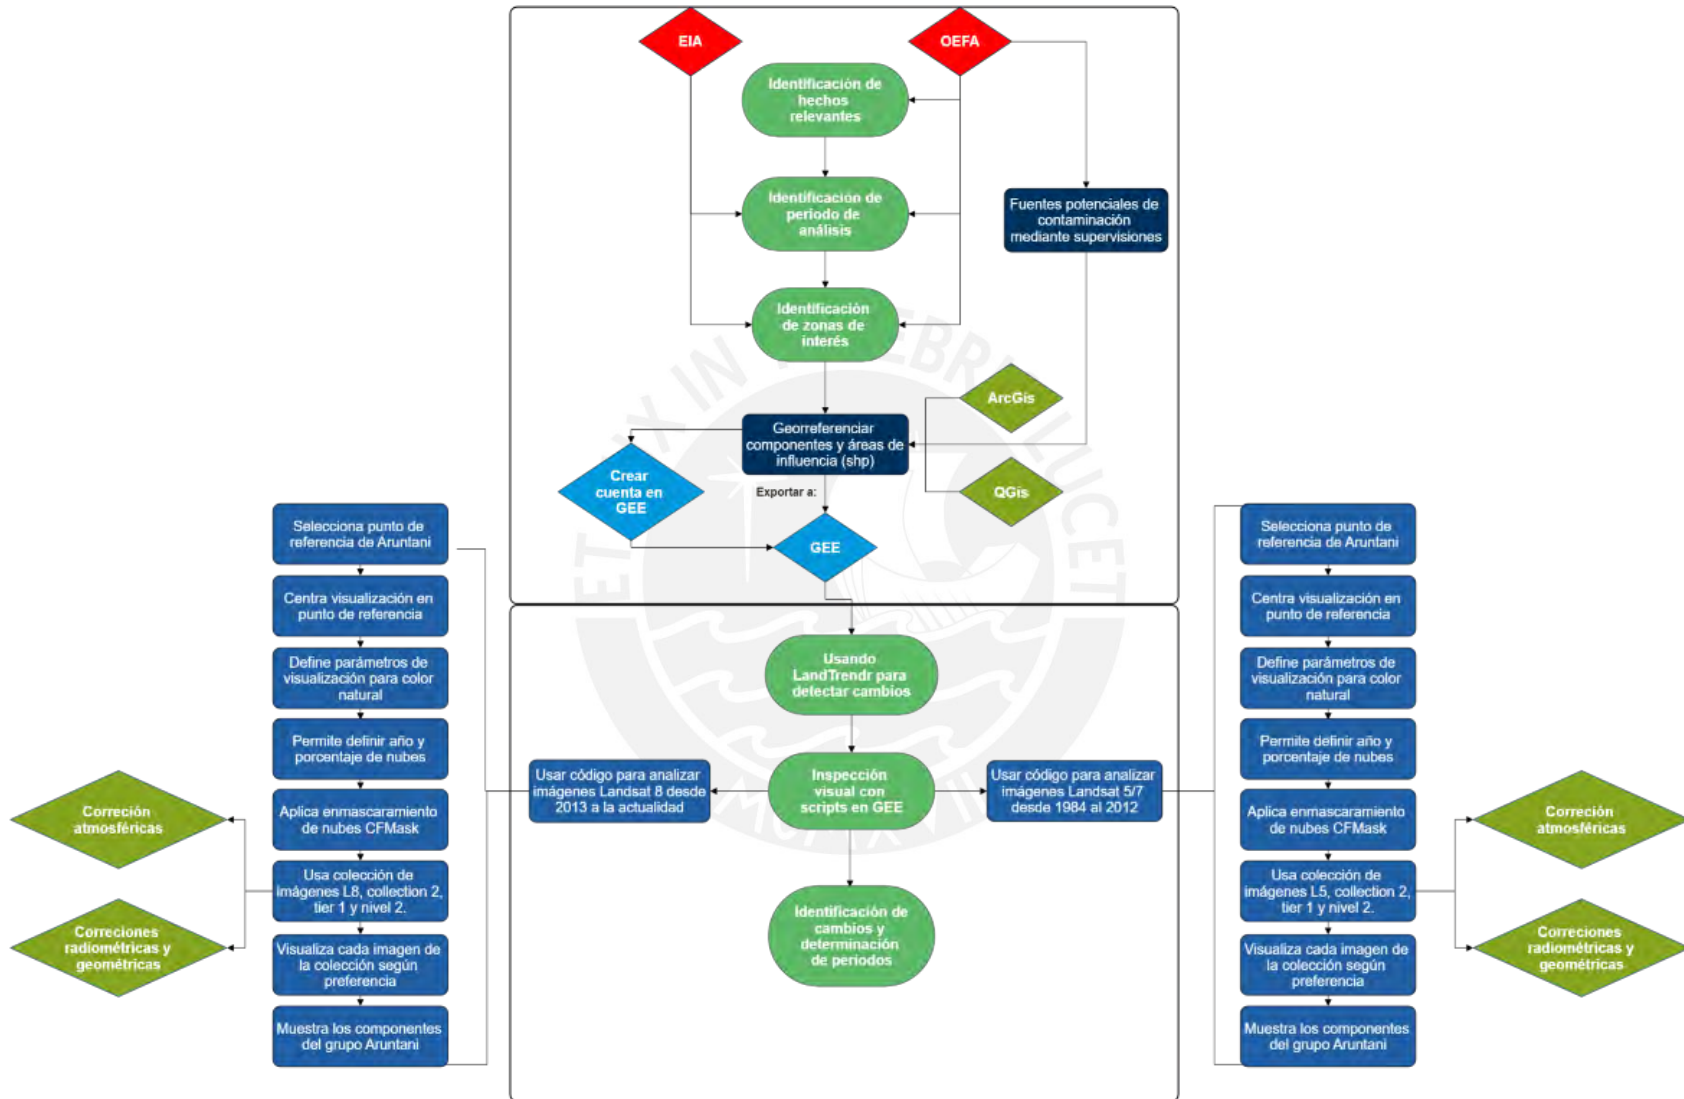 EIA
OEFA
Identificación de
hechos
relevantes
Identificación de
periodo de
análisis
Fuentes potenciales de
contaminación
mediante supervisiones
Identificación
de zonas de
interés
ArcGis
Georreferenciar
componentes y áreas de
influencia (shp)
Crear
cuenta en
GEE
Exportar a:
QGis
GEE
Usando
LandTrendr para
detectar cambios
Inspección
visual con
scripts en GEE
Usar código para analizar
imágenes Landsat 8 desde
2013 a la actualidad
Usar código para analizar
imágenes Landsat 5/7
desde 1984 al 2012
Identificación de
cambios y
determinación
de periodos
Selecciona punto de
referencia de Aruntani
Centra visualización en
punto de referencia
Define parámetros de
visualización para color
natural
Permite definir año y
porcentaje de nubes
Aplica enmascaramiento
de nubes CFMask
Usa colección de
imágenes L8, collection 2,
tier 1 y nivel 2.
Visualiza cada imagen de
la colección según
preferencia
Muestra los componentes
del grupo Aruntani
Correción
atmosféricas
Correciones
radiométricas y
geométricas
Selecciona punto de
referencia de Aruntani
Centra visualización en
punto de referencia
Define parámetros de
visualización para color
natural
Permite definir año y
porcentaje de nubes
Aplica enmascaramiento
de nubes CFMask
Usa colección de
imágenes L5, collection 2,
tier 1 y nivel 2.
Visualiza cada imagen de
la colección según
preferencia
Muestra los componentes
del grupo Aruntani
Correción
atmosféricas
Correciones
radiométricas y
geométricas